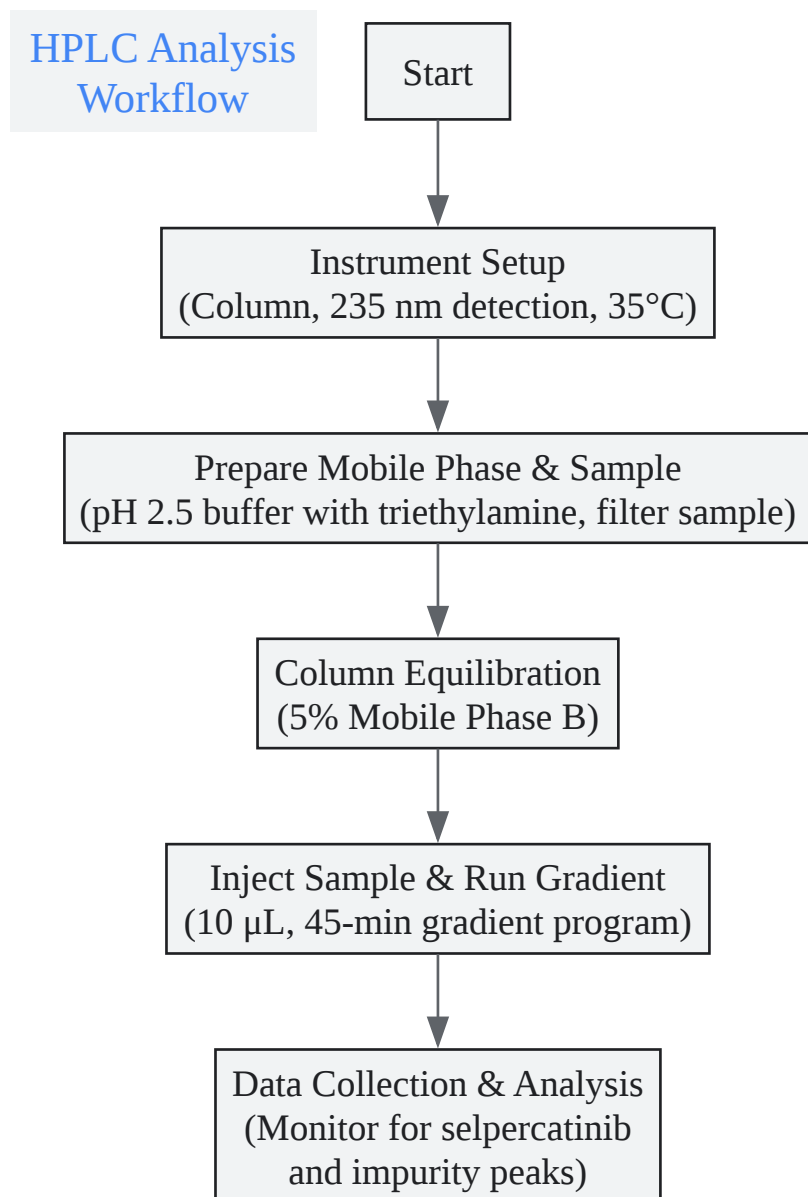 HPLC Analysis
Workflow
Start
Instrument Setup
(Column, 235 nm detection, 35°C)
Prepare Mobile Phase & Sample
(pH 2.5 buffer with triethylamine, filter sample)
Column Equilibration
(5% Mobile Phase B)
Inject Sample & Run Gradient
(10 μL, 45-min gradient program)
Data Collection & Analysis
(Monitor for selpercatinib
and impurity peaks)